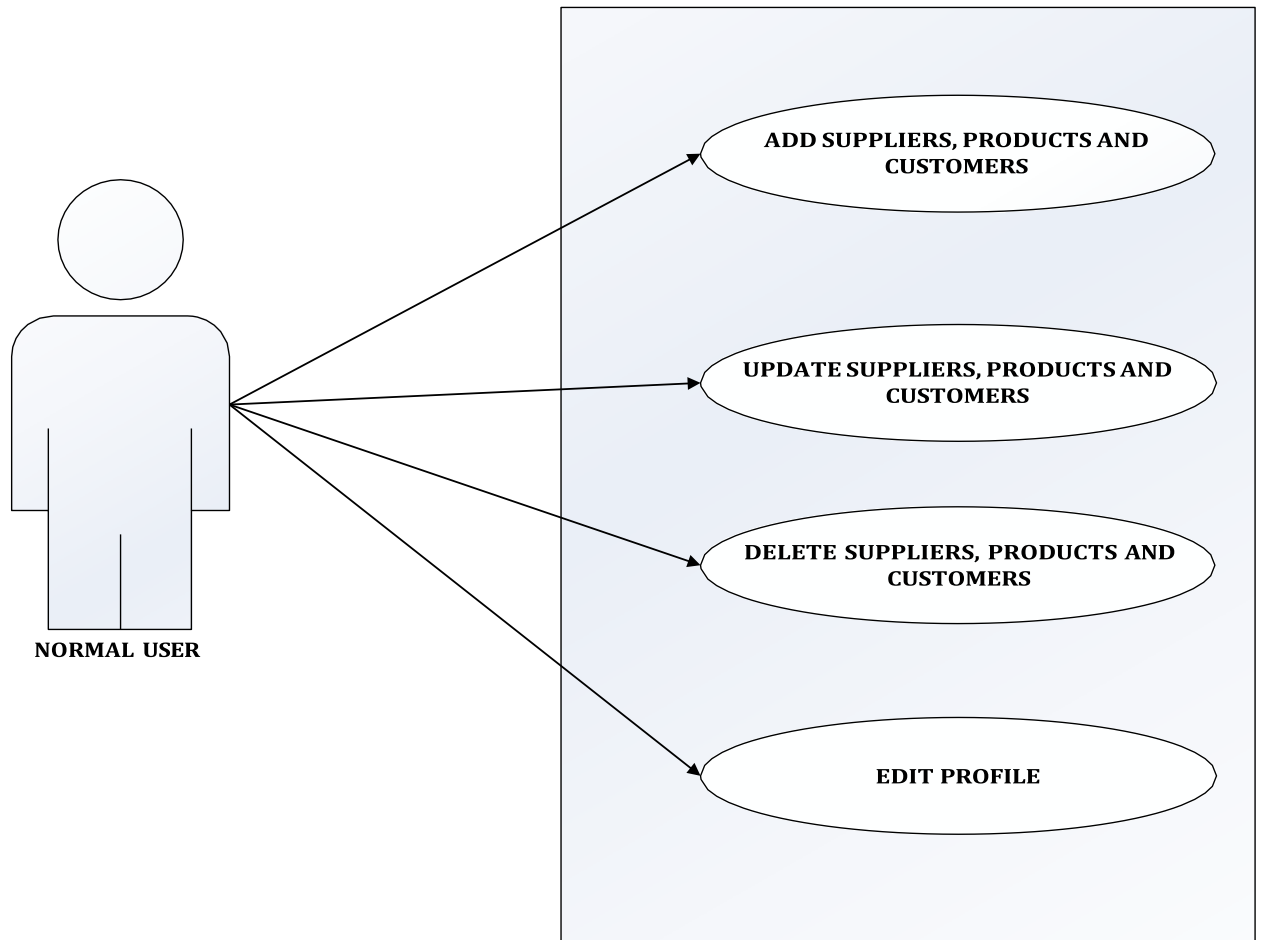 ADD SUPPLIERS, PRODUCTS AND
CUSTOMERS
UPDATE SUPPLIERS, PRODUCTS AND
CUSTOMERS
DELETE SUPPLIERS, PRODUCTS AND
CUSTOMERS
NORMAL USER
EDIT PROFILE